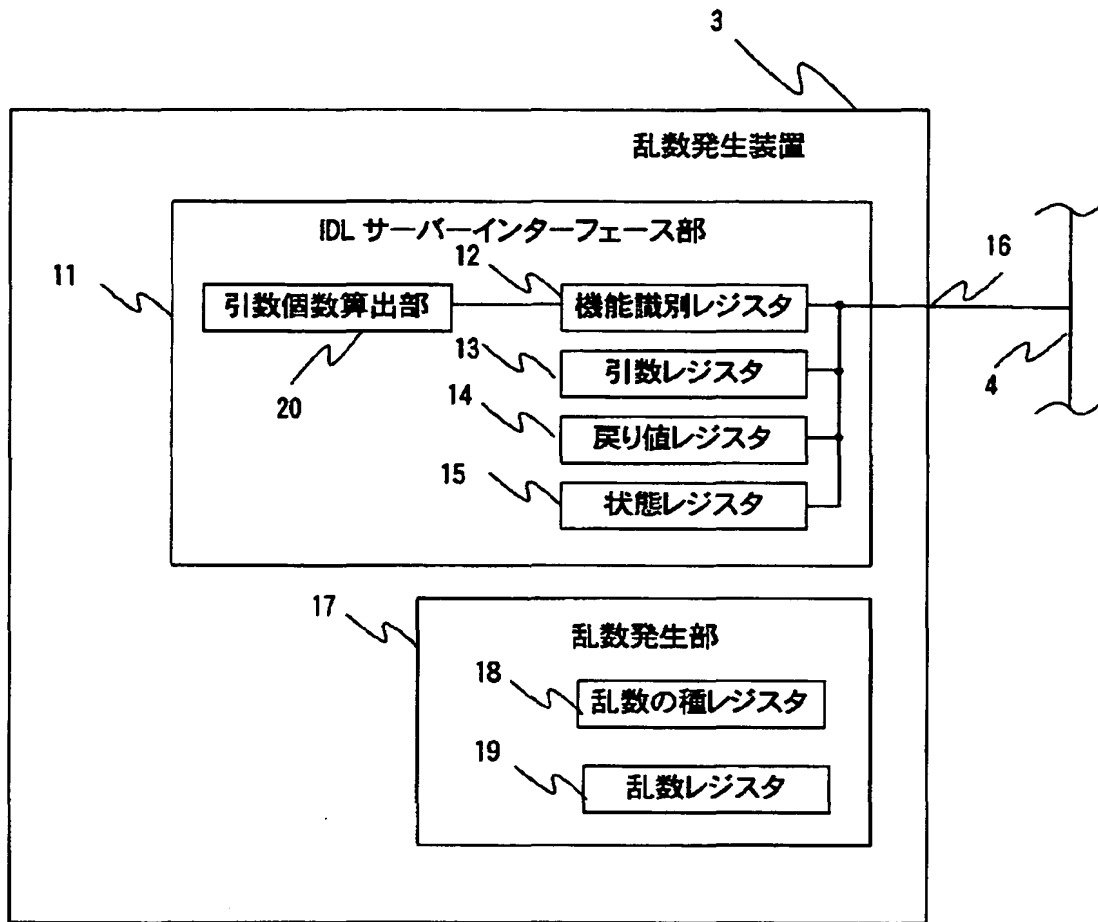 3
乱数発生装置
IDL サーバーインターフェース部
11
12
16
引数個数算出部
機能識別レジスタ
20
13
引数レジスタ
4
14
戻り値レジスタ
15
状態レジスタ
17
乱数発生部
18
乱数の種レジスタ
19
乱数レジスタ